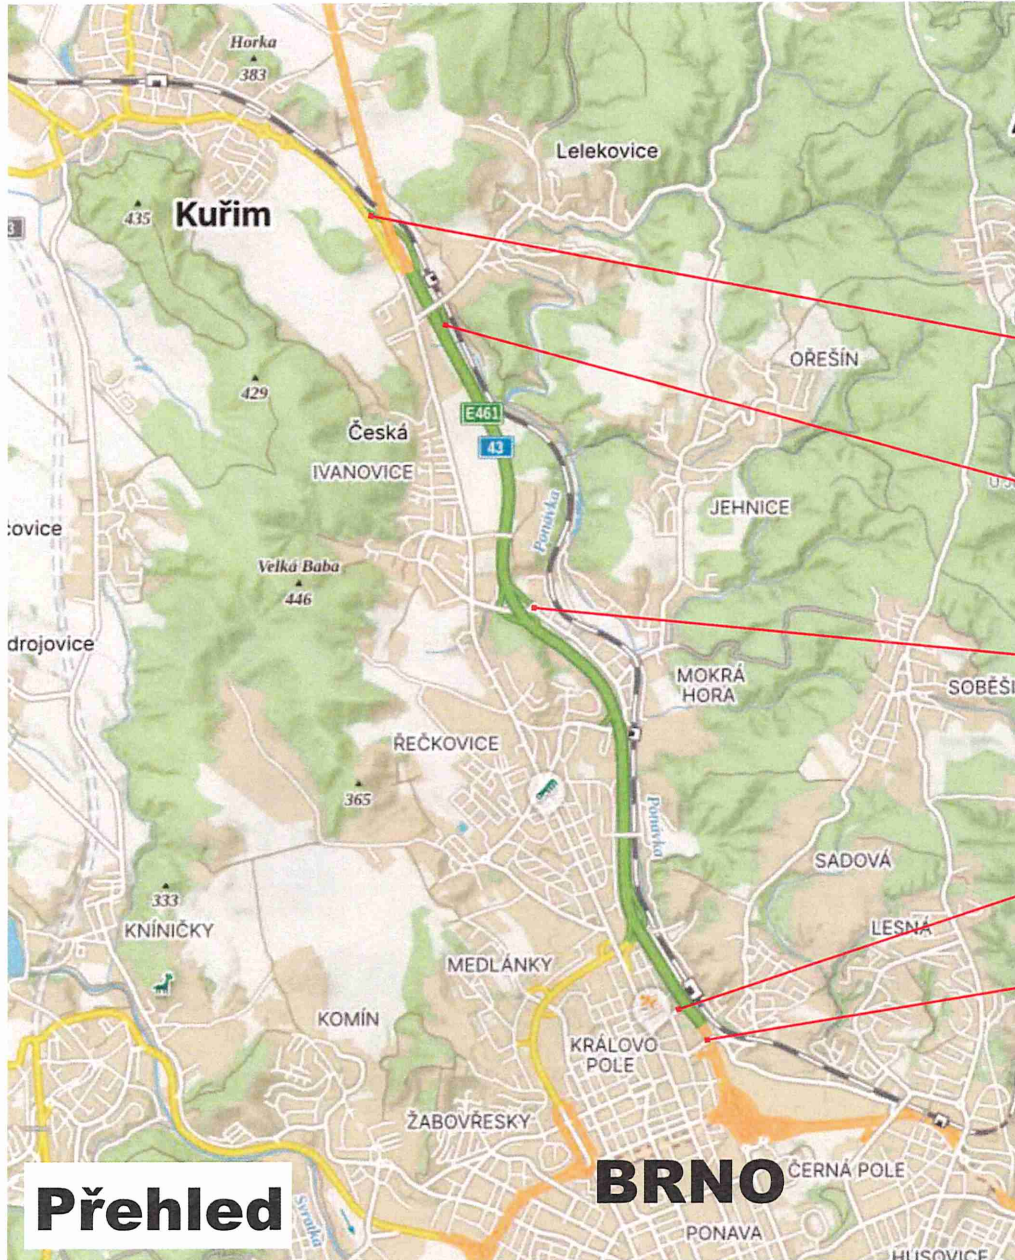 Horka
383
Lelekovice
435
Kuřim
3
OŘEŠÍN
429
E461
Česká
43
IVANOVICE
JEHNICE
Ponávka
covice
Velká Baba
446
drojovice
MOKRÁ
HORA
SOBĚŠI
ŘEČKOVICE
365
Ponávka
SADOVÁ
333
KNÍNIČKY
LESNÁ
MEDLÁNKY
KOMÍN
KRÁLOVO
POLE
ŽABOVŘESKY
BRNO
ČERNÁ POLE
Přehled
Svratka
PONAVA
HUSOVICE